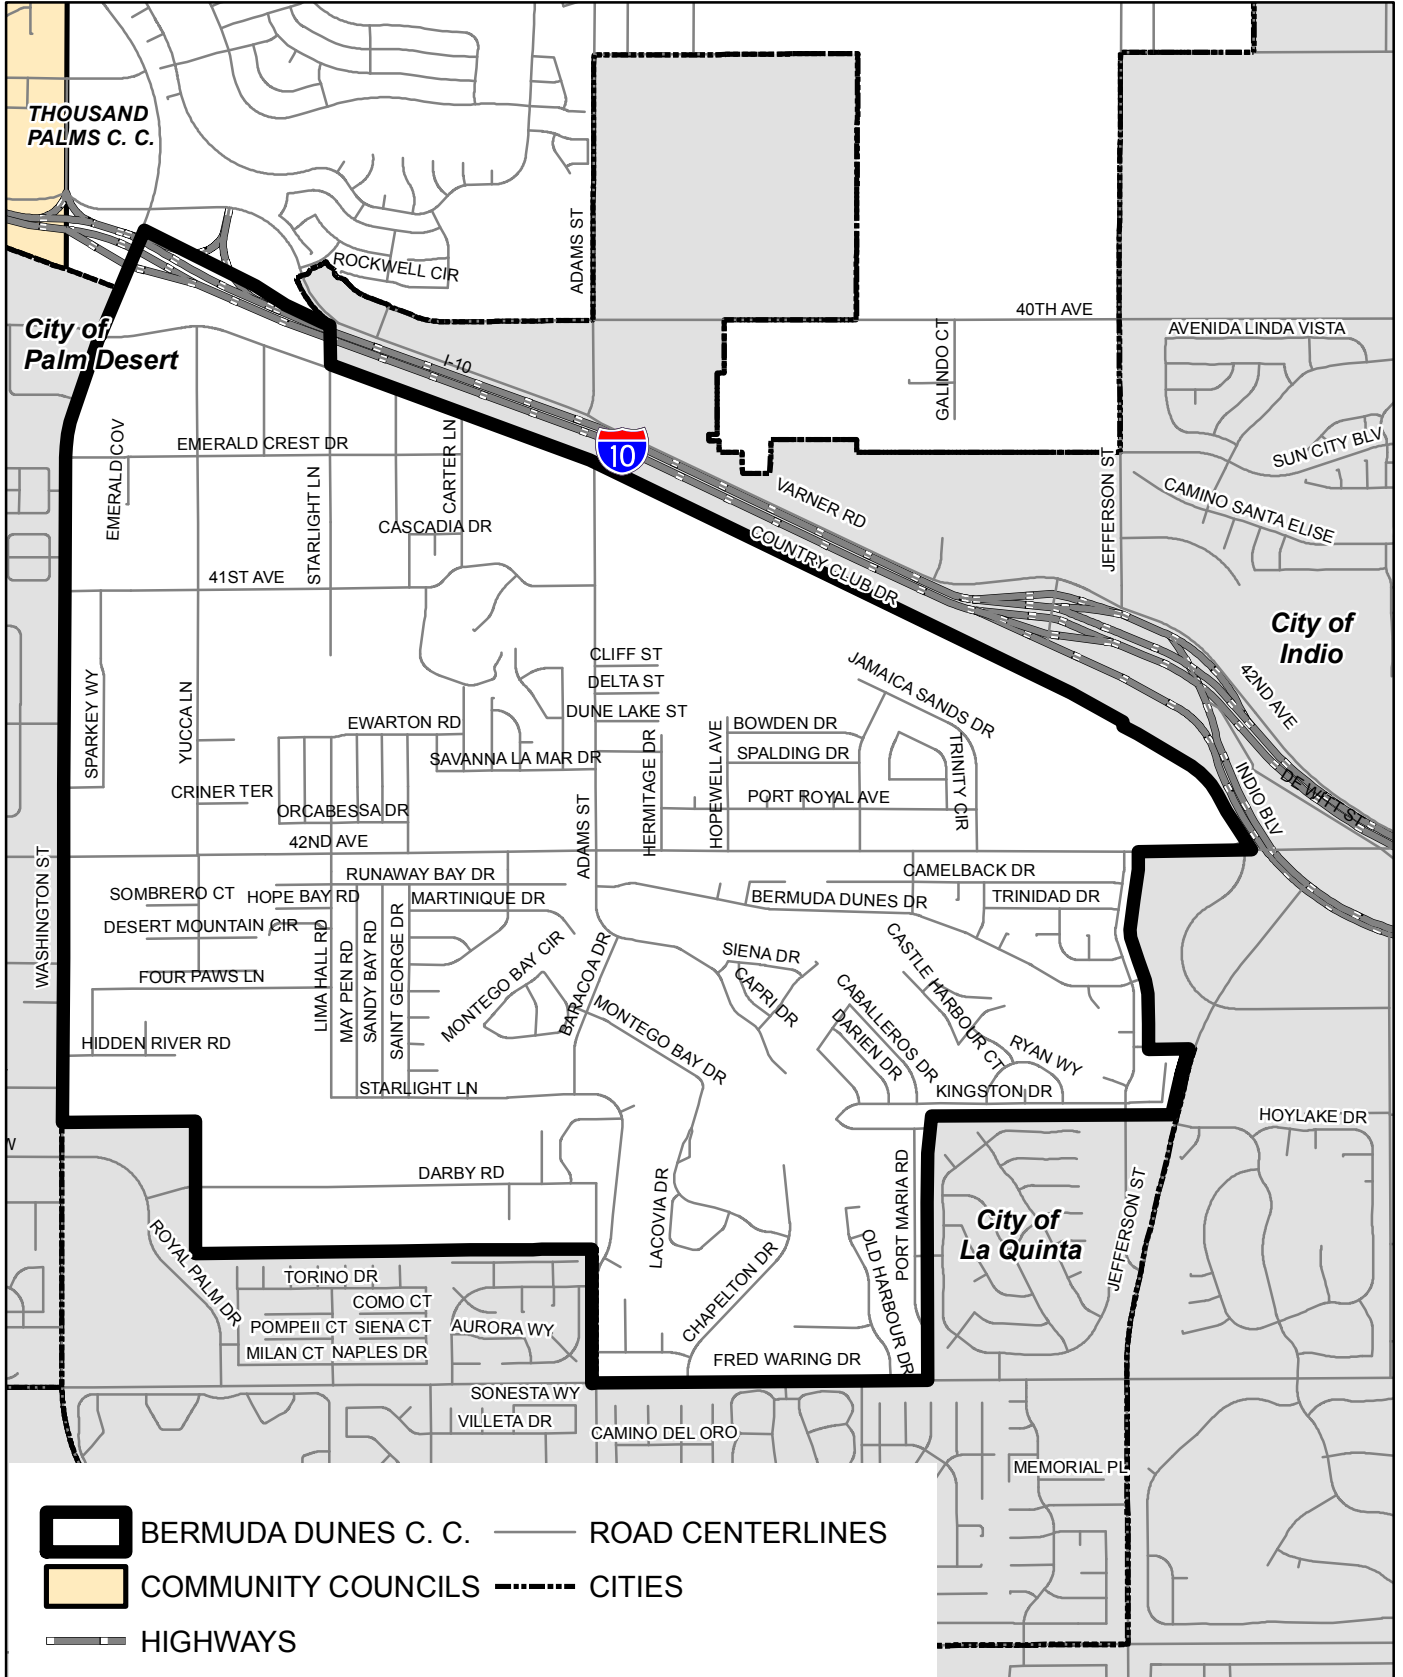 THOUSAND
PALMS C. C.
ADAMS ST
ROCKWELL CIR
40TH AVE
AVENIDA LINDA VISTA
City of
Palm Desert
I-10
GALINDO CT
EMERALD COV
EMERALD CREST DR
CARTER LN
10
SUN CITY BLV
STARLIGHT LN
JEFFERSON ST
VARNER RD
CAMINO SANTA ELISE
CASCADIA DR
COUNTRY CLUB DR
41ST AVE
City of
Indio
CLIFF ST
JAMAICA SANDS DR
42ND AVE
DELTA ST
SPARKEY WY
YUCCA LN
DUNE LAKE ST
EWARTON RD
BOWDEN DR
SAVANNA LA MAR DR
HERMITAGE DR
HOPEWELL AVE
SPALDING DR
TRINITY CIR
INDIO BLV
DE WITT ST
CRINER TER
PORT ROYAL AVE
ORCABESSA DR
ADAMS ST
42ND AVE
WASHINGTON ST
RUNAWAY BAY DR
CAMELBACK DR
SOMBRERO CT
HOPE BAY RD
MARTINIQUE DR
BERMUDA DUNES DR
TRINIDAD DR
DESERT MOUNTAIN CIR
LIMA HALL RD
MAY PEN RD
SANDY BAY RD
SAINT GEORGE DR
MONTEGO BAY CIR
BARACOA DR
SIENA DR
CASTLE HARBOUR CT
FOUR PAWS LN
CAPRI DR
CABALLEROS DR
MONTEGO BAY DR
DARIEN DR
HIDDEN RIVER RD
RYAN WY
STARLIGHT LN
KINGSTON DR
HOYLAKE DR
W
DARBY RD
LACOVIA DR
PORT MARIA RD
JEFFERSON ST
City of
La Quinta
ROYAL PALM DR
OLD HARBOUR DR
CHAPELTON DR
TORINO DR
COMO CT
POMPEII CT
SIENA CT
AURORA WY
MILAN CT
NAPLES DR
FRED WARING DR
SONESTA WY
VILLETA DR
CAMINO DEL ORO
MEMORIAL PL
BERMUDA DUNES C. C.
ROAD CENTERLINES
COMMUNITY COUNCILS
CITIES
HIGHWAYS